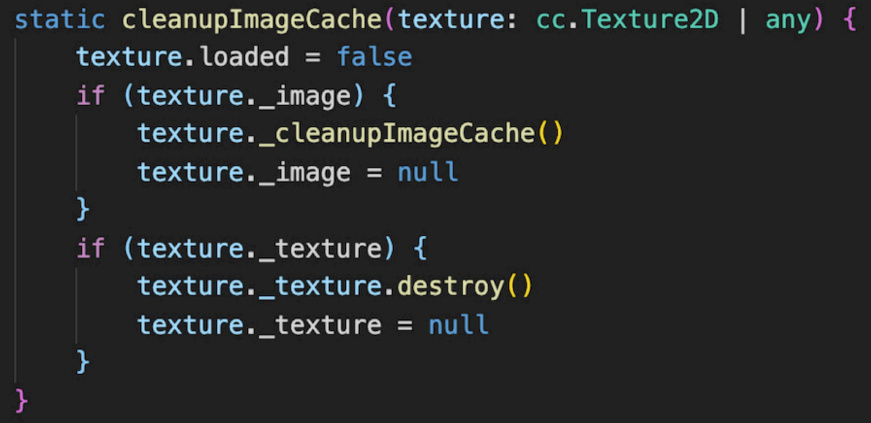 static cleanupImageCache(texture: cc.Texture2D | any) {
    texture.loaded = false
    if (texture._image) {
        texture._cleanupImageCache()
        texture._image = null
    }
    if (texture._texture) {
        texture._texture.destroy()
        texture._texture = null
    }
}